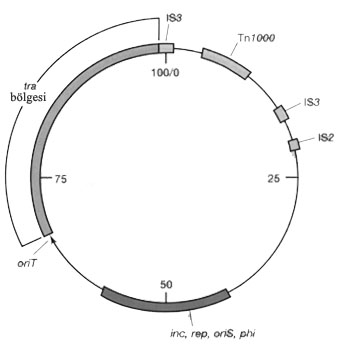 IS3
Tn1000
100/0
tra
bölgesi
IS3
IS2
75
25
oriT
50
inc, rep, oriS, phi